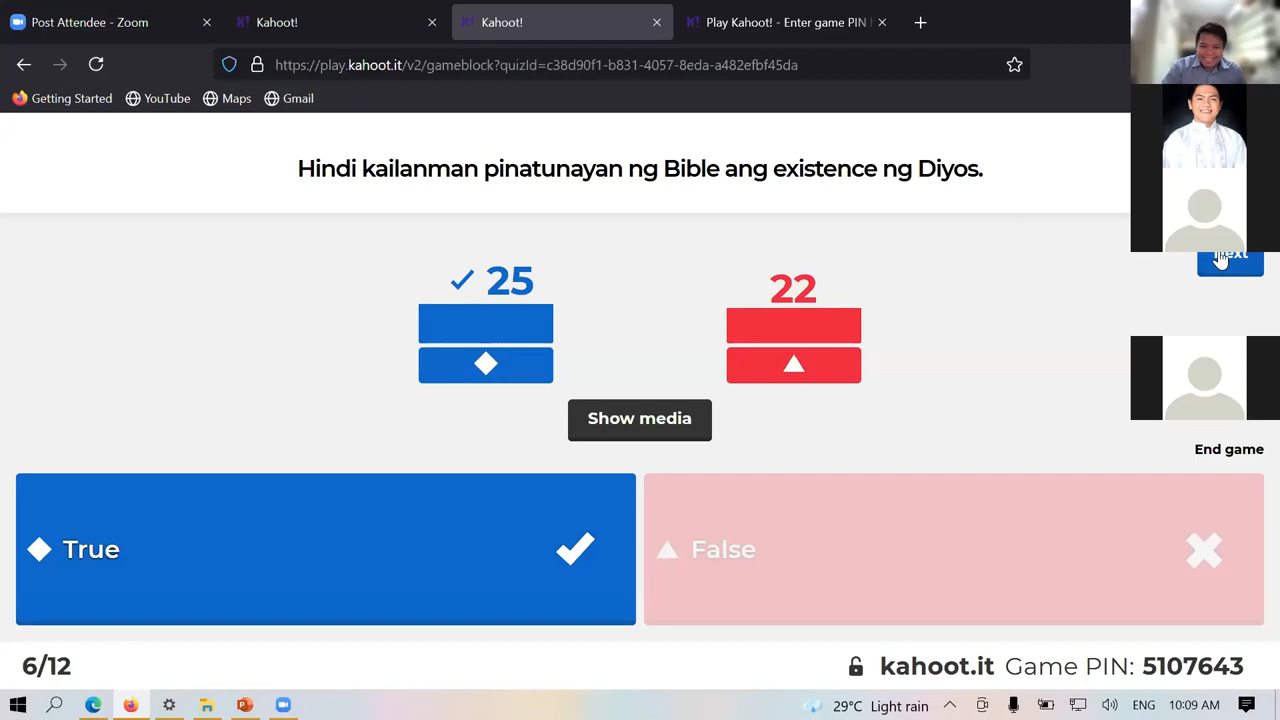 Post Attendee - Zoom
Kahoot!
Kahoot!
Play Kahoot! - Enter game PIN
https://play.kahoot.it/v2/gameblock?quizId=c38d90f1-b831-4057-8eda-a482efbf45da
Getting Started
YouTube
Maps
Gmail
Hindi kailanman pinatunayan ng Bible ang existence ng Diyos.
Next
25
22
Show media
End game
True
False
6/12
kahoot.it Game PIN: 5107643
29°C Light rain
ENG
10:09 AM